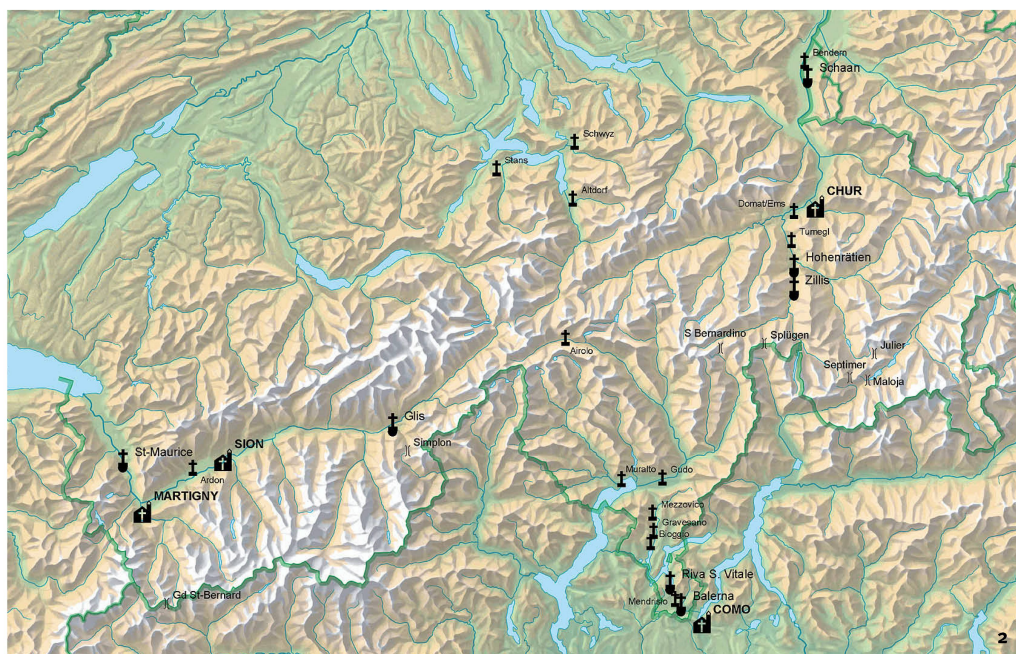 Bendern
Schaan
Schwyz
Stans
CHUR
Altdorf
Domat/Ems
Tumegl
Hohenrätien
Zillis
S Bernardino
Splügen
Airolo
Julier
Septimer
Maloja
Glis
Simplon
SION
St-Maurice
Ardon
MARTIGNY
Muralto
Gudo
Mezzovico
Gravesano
Bioggio
Riva S. Vitale
Gd St-Bernard
Mendrisio
Balerna
COMO
2